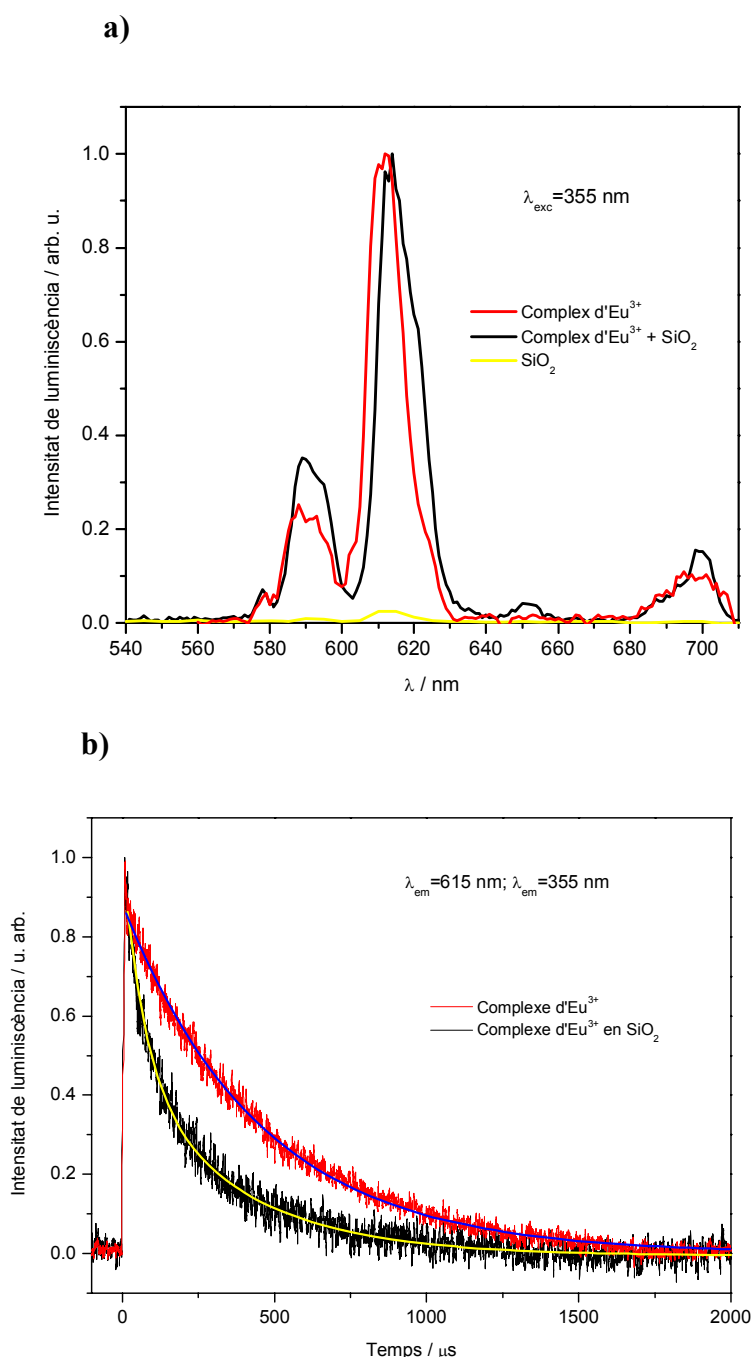 a)
1.0
0.8
0.6
0.4
0.2
0.0
Intensitat de luminiscència / arb. u.
λexc=355 nm
Complex d'Eu3+
Complex d'Eu3+ + SiO2
SiO2
540 560 580 600 620 640 660 680 700
λ / nm
b)
1.0
0.8
0.6
0.4
0.2
0.0
Intensitat de luminiscència / u. arb.
λem=615 nm; λem=355 nm
Complexe d'Eu3+
Complexe d'Eu3+ en SiO2
0 500 1000 1500 2000
Temps / μs